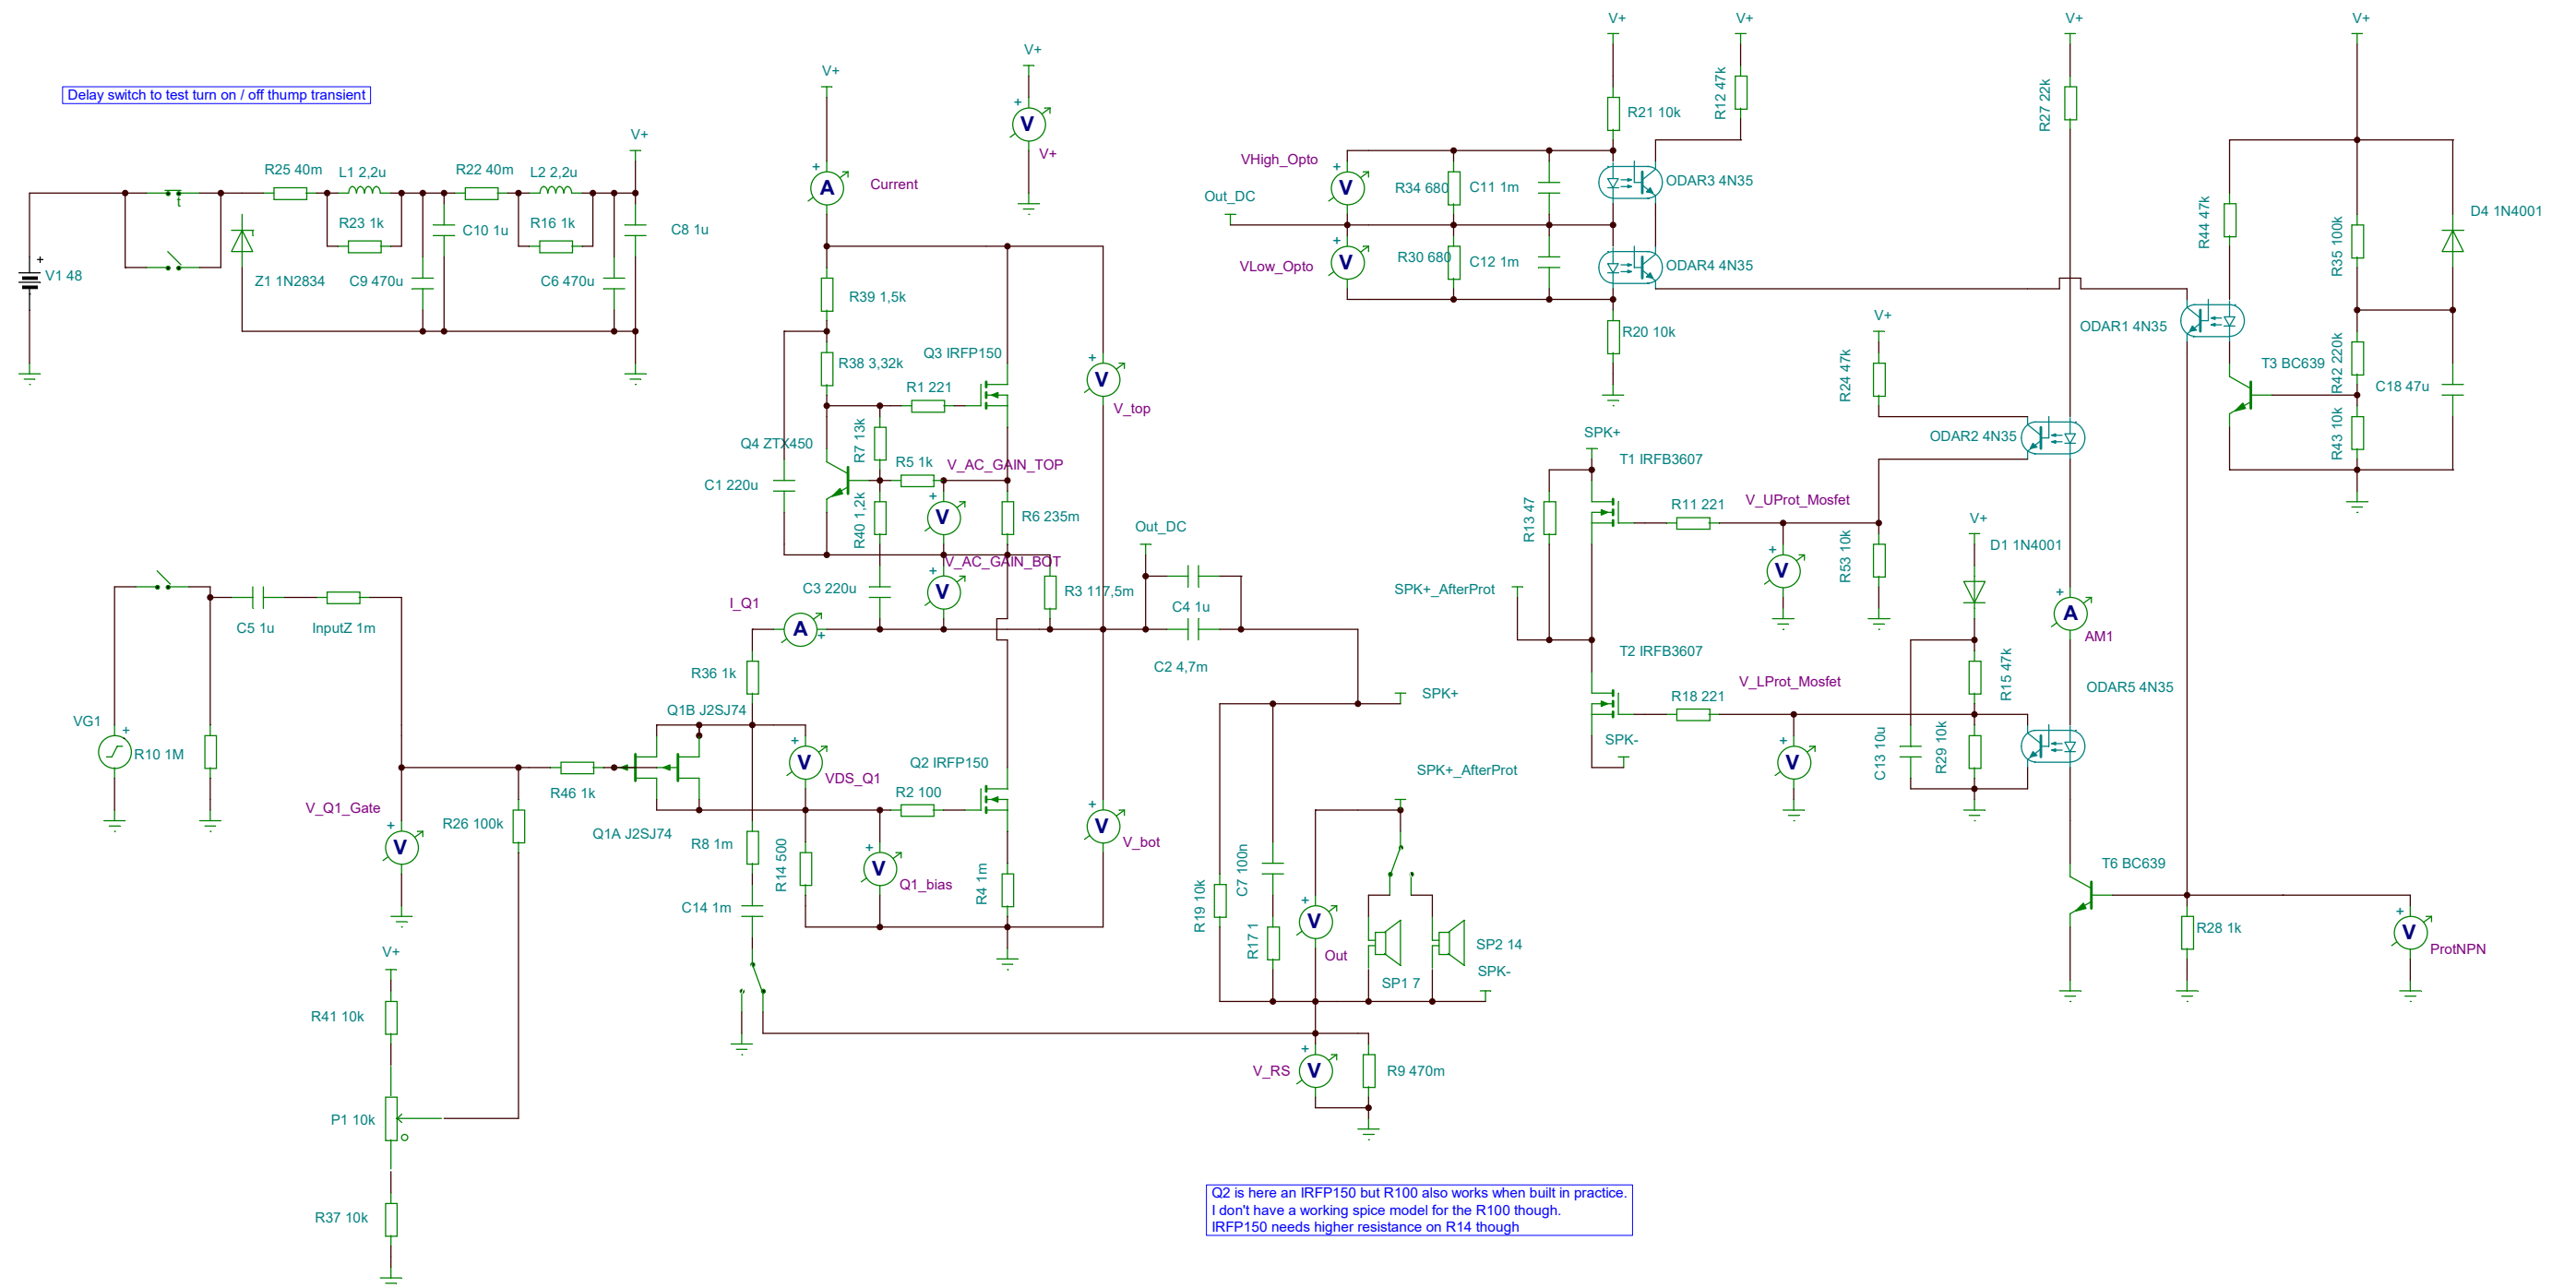 Delay switch to test turn on / off thump transient
V1 48
R25 40m
L1 2,2u
R23 1k
R22 40m
L2 2,2u
R16 1k
V+
C10 1u
C8 1u
Z1 1N2834
C9 470u
C6 470u
t
V+
A
Current
V+
V
V+
R39 1,5k
R38 3,32k
Q3 IRFP150
R1 221
V
V_top
Q4 ZTX450
R7 13k
R5 1k
V_AC_GAIN_TOP
C1 220u
R40 1,2k
V
R6 235m
V_AC_GAIN_BOT
C3 220u
V
R3 117,5m
Out_DC
C4 1u
C2 4,7m
I_Q1
A
R36 1k
Q1B J2SJ74
V
VDS_Q1
Q2 IRFP150
R2 100
Q1A J2SJ74
R8 1m
R14 500
V
Q1_bias
R4 1m
V
V_bot
C14 1m
C5 1u
InputZ 1m
VG1
R10 1M
R46 1k
V_Q1_Gate
V
R26 100k
V+
R41 10k
P1 10k
R37 10k
SPK+
SPK+_AfterProt
R19 10k
C7 100n
R17 1
V
Out
SP1 7
SP2 14
SPK-
V_RS
V
R9 470m
V+
V+
R21 10k
R12 47k
VHigh_Opto
V
R34 680
C11 1m
ODAR3 4N35
Out_DC
VLow_Opto
V
R30 680
C12 1m
ODAR4 4N35
R20 10k
SPK+
T1 IRFB3607
R13 47
R11 221
V_UProt_Mosfet
V
R53 10k
SPK+_AfterProt
T2 IRFB3607
R18 221
V_LProt_Mosfet
V
SPK-
V+
R24 47k
ODAR2 4N35
V+
D1 1N4001
R15 47k
C13 10u
R29 10k
V+
R27 22k
A
AM1
ODAR5 4N35
T6 BC639
R28 1k
V
ProtNPN
V+
R44 47k
R35 100k
D4 1N4001
ODAR1 4N35
T3 BC639
R42 220k
C18 47u
R43 10k
Q2 is here an IRFP150 but R100 also works when built in practice.
I don't have a working spice model for the R100 though.
IRFP150 needs higher resistance on R14 though